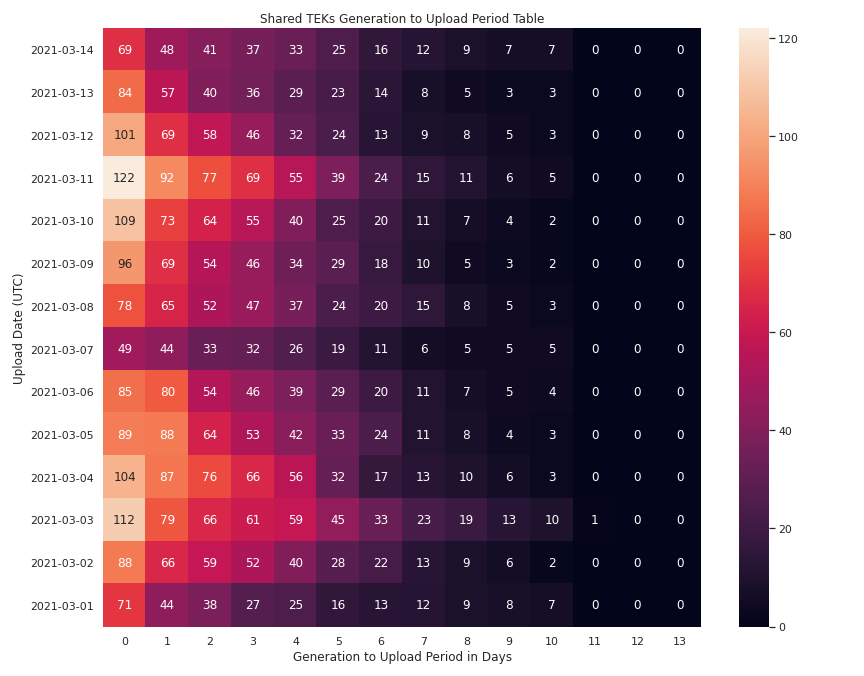 Shared TEKs Generation to Upload Period Table
Upload Date (UTC)
2021-03-14 69 48 41 37 33 25 16 12 9 7 7 0 0 0
2021-03-13 84 57 40 36 29 23 14 8 5 3 3 0 0 0
2021-03-12 101 69 58 46 32 24 13 9 8 5 3 0 0 0
2021-03-11 122 92 77 69 55 39 24 15 11 6 5 0 0 0
2021-03-10 109 73 64 55 40 25 20 11 7 4 2 0 0 0
2021-03-09 96 69 54 46 34 29 18 10 5 3 2 0 0 0
2021-03-08 78 65 52 47 37 24 20 15 8 5 3 0 0 0
2021-03-07 49 44 33 32 26 19 11 6 5 5 5 0 0 0
2021-03-06 85 80 54 46 39 29 20 11 7 5 4 0 0 0
2021-03-05 89 88 64 53 42 33 24 11 8 4 3 0 0 0
2021-03-04 104 87 76 66 56 32 17 13 10 6 3 0 0 0
2021-03-03 112 79 66 61 59 45 33 23 19 13 10 1 0 0
2021-03-02 88 66 59 52 40 28 22 13 9 6 2 0 0 0
2021-03-01 71 44 38 27 25 16 13 12 9 8 7 0 0 0
0 1 2 3 4 5 6 7 8 9 10 11 12 13
Generation to Upload Period in Days
120
100
80
60
40
20
0